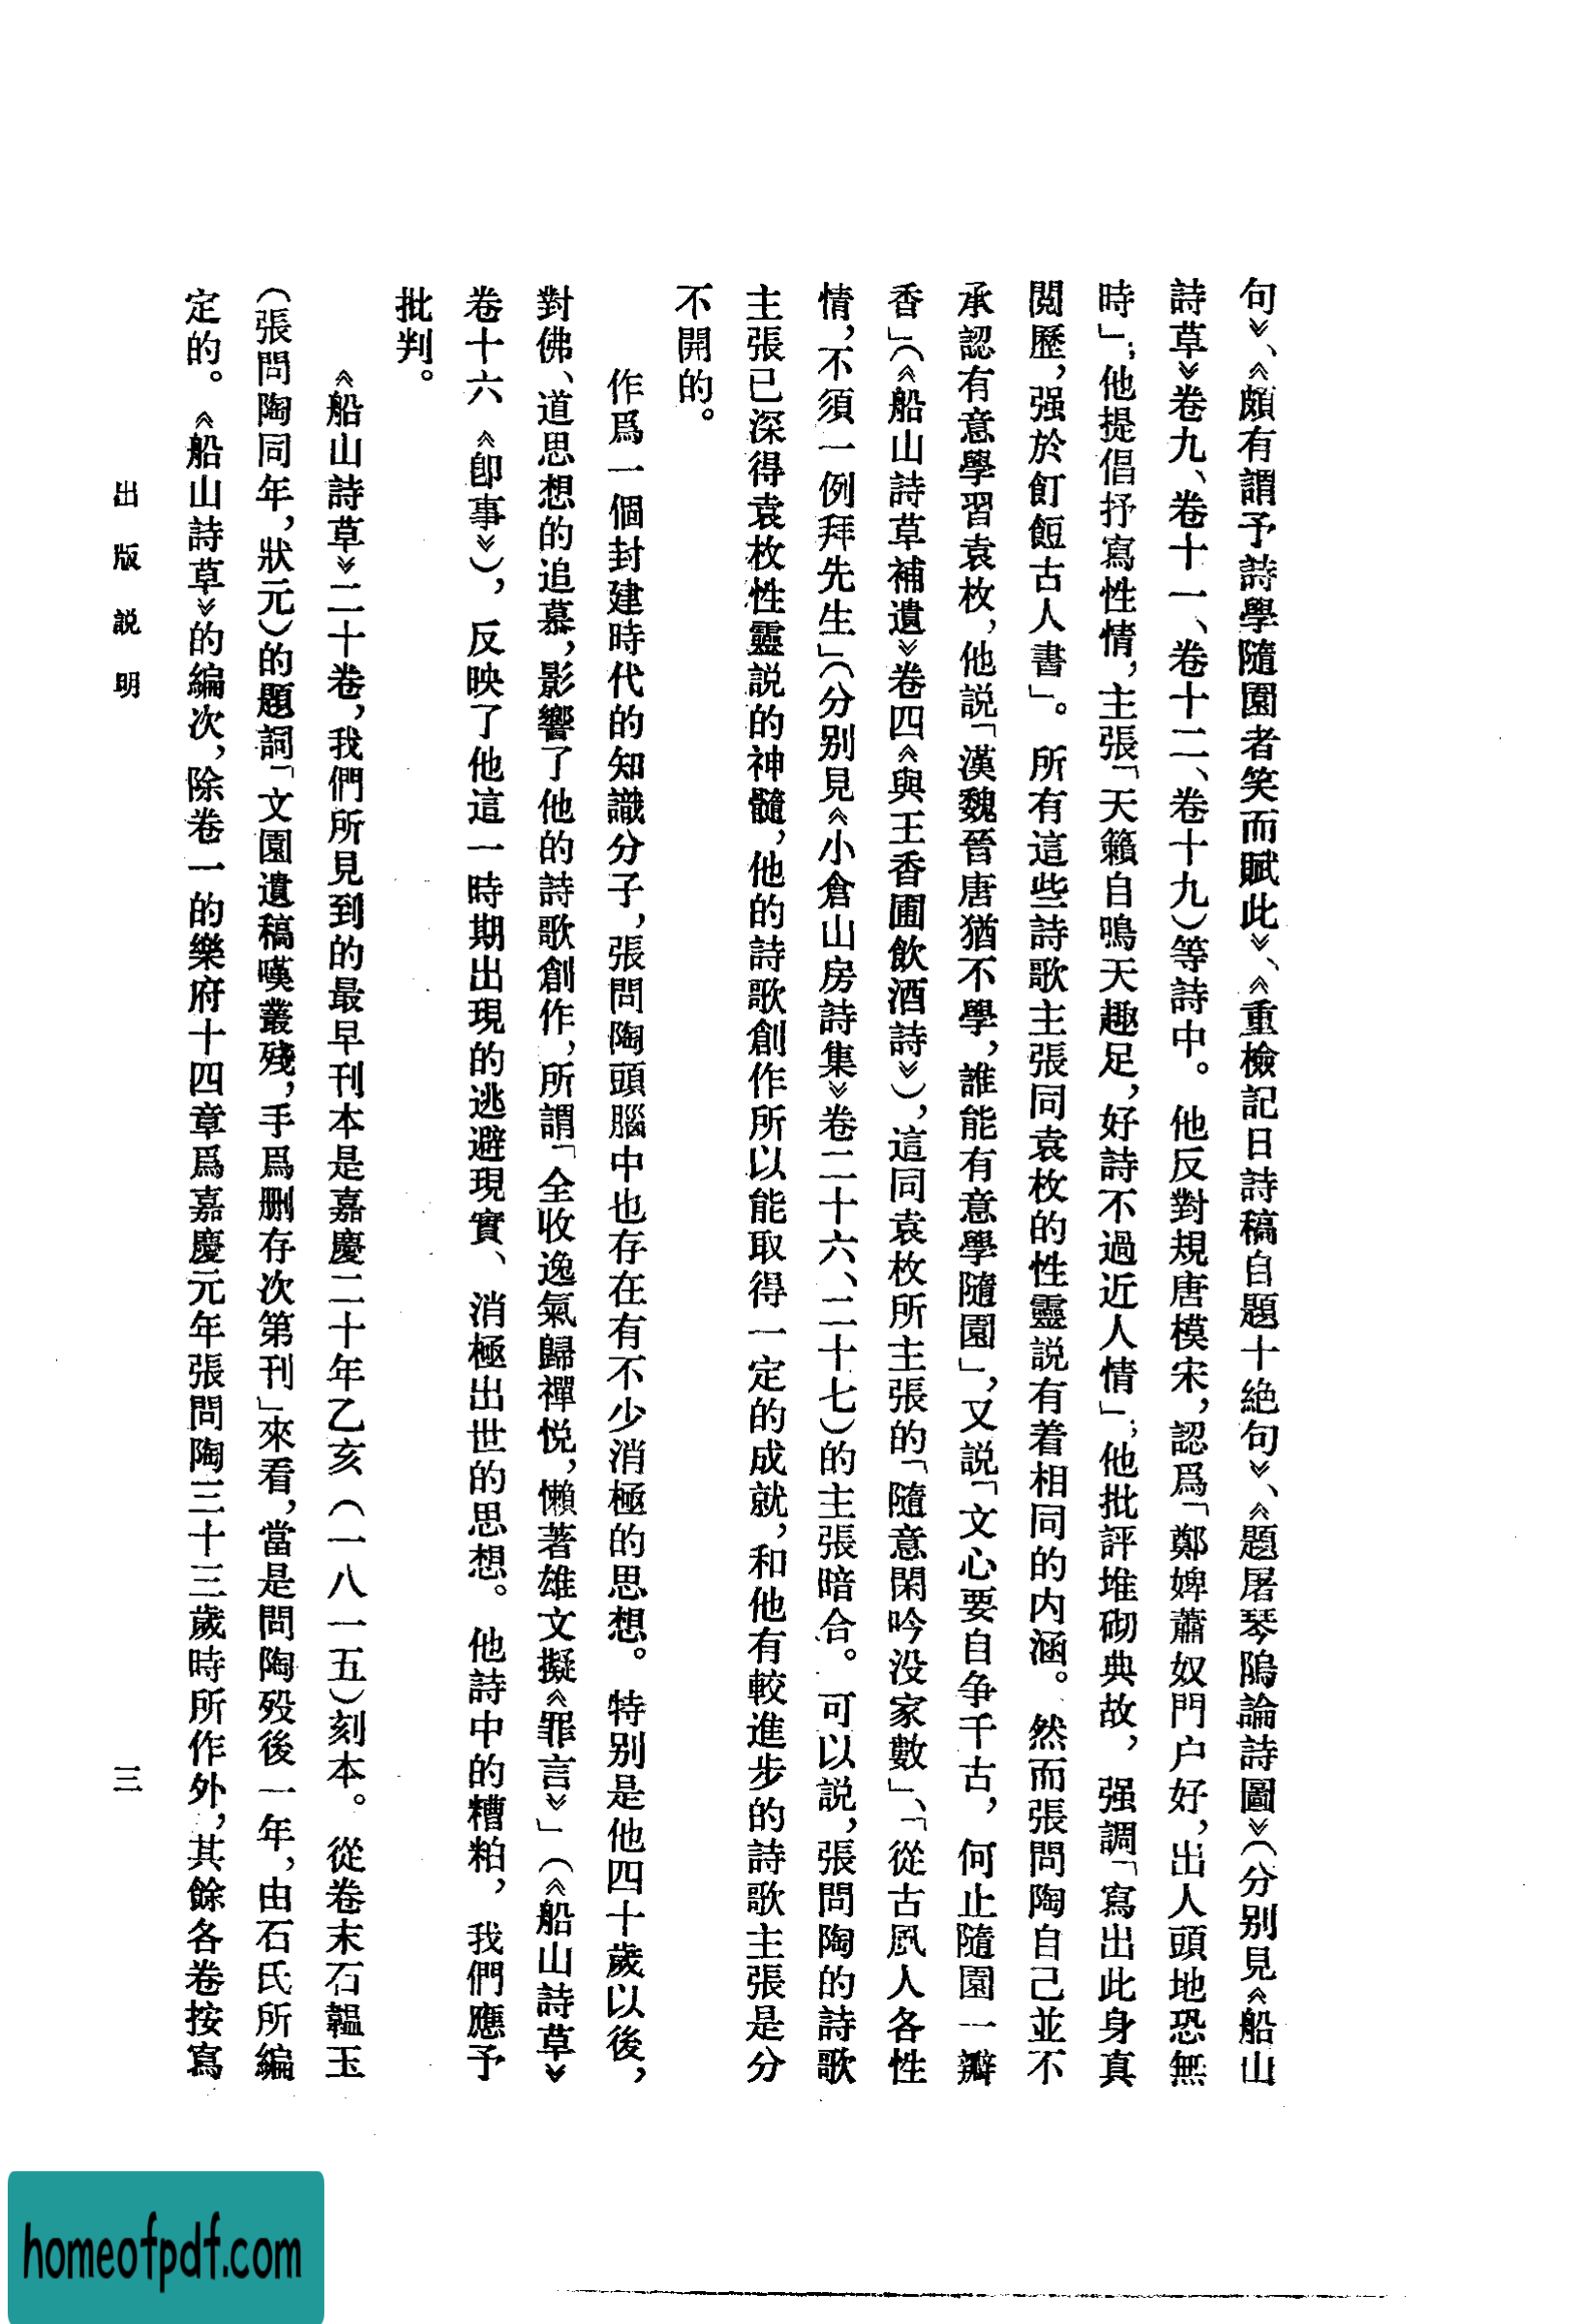 句》、《頗有謂予詩學隨園者笑而賦此》、《重檢記日詩稿自題十絶句》、《題屠琴隖論詩圖》（分别見《船山
詩草》卷九、卷十一、卷十二、卷十九）等詩中。他反對規唐模宋，認爲「鄭婢蕭奴門户好，出人頭地恐無
時」；他提倡抒寫性情，主張「天籟自鳴天趣足，好詩不過近人情」；他批評堆砌典故，强調「寫出此身真
閲歷，强於飣餖古人書」。所有這些詩歌主張同袁枚的性靈説有着相同的内涵。然而張問陶自己並不
承認有意學習袁枚，他説「漢魏晉唐猶不學，誰能有意學隨園」，又説「文心要自争千古，何止隨園一瓣
香」（《船山詩草補遺》卷四《與王香圃飲酒詩》），這同袁枚所主張的「隨意閑吟没家數」、「從古風人各性
情，不須一例拜先生」（分别見《小倉山房詩集》卷二十六、二十七）的主張暗合。可以説，張問陶的詩歌
主張已深得袁枚性靈説的神髓，他的詩歌創作所以能取得一定的成就，和他有較進步的詩歌主張是分
不開的。
作爲一個封建時代的知識分子，張問陶頭腦中也存在有不少消極的思想。特别是他四十歲以後，
對佛、道思想的追慕，影響了他的詩歌創作，所謂「全收逸氣歸禪悦，懶著雄文擬《罪言》」（《船山詩草》
卷十六《卽事》），反映了他這一時期出現的逃避現實、消極出世的思想。他詩中的糟粕，我們應予
批判。
《船山詩草》二十卷，我們所見到的最早刊本是嘉慶二十年乙亥（一八一五）刻本。從卷末石韞玉
（張問陶同年，狀元）的題詞「文園遺稿嘆叢殘，手爲删存次第刊」來看，當是問陶殁後一年，由石氏所編
定的。《船山詩草》的編次，除卷一的樂府十四章爲嘉慶元年張問陶三十三歲時所作外，其餘各卷按寫
出版説明
三
homeofpdf.com